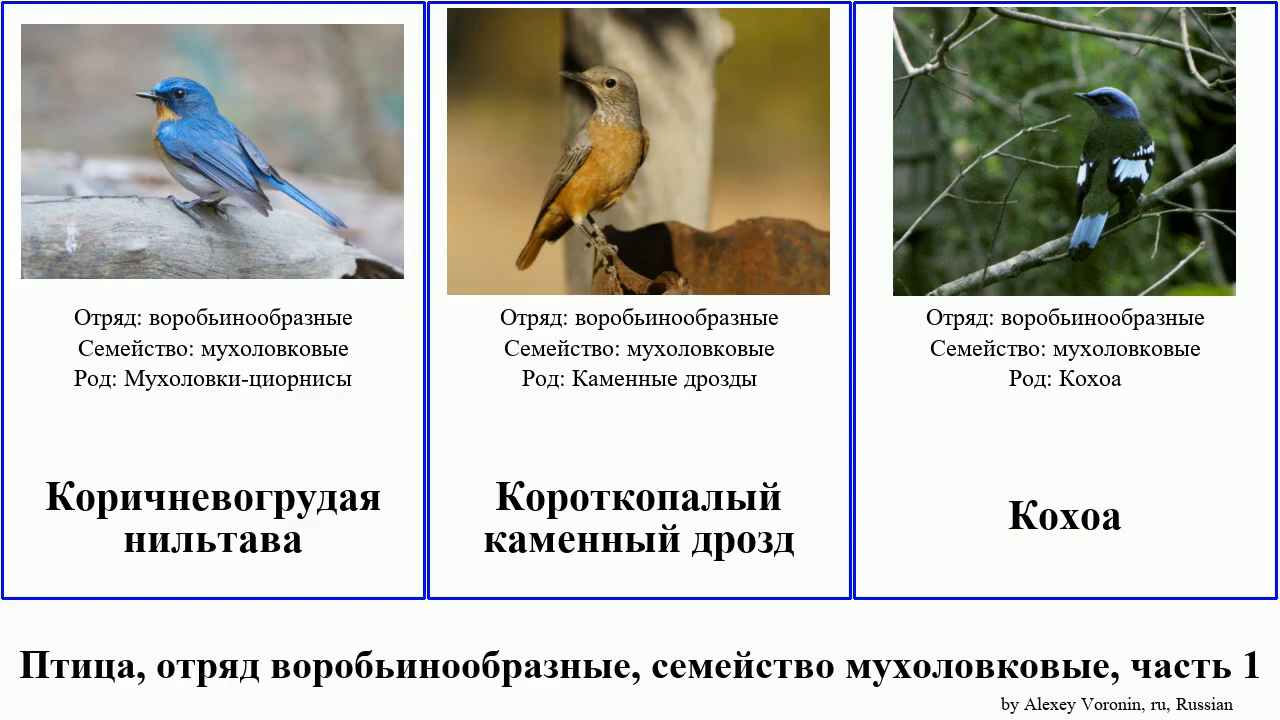 Отряд: воробьинообразные
Семейство: мухоловковые
Род: Мухоловки-циорнисы
Коричневогрудая
нильтава
Отряд: воробьинообразные
Семейство: мухоловковые
Род: Каменные дрозды
Короткопалый
каменный дрозд
Отряд: воробьинообразные
Семейство: мухоловковые
Род: Кохоа
Кохоа
Птица, отряд воробьинообразные, семейство мухоловковые, часть 1
by Alexey Voronin, ru, Russian